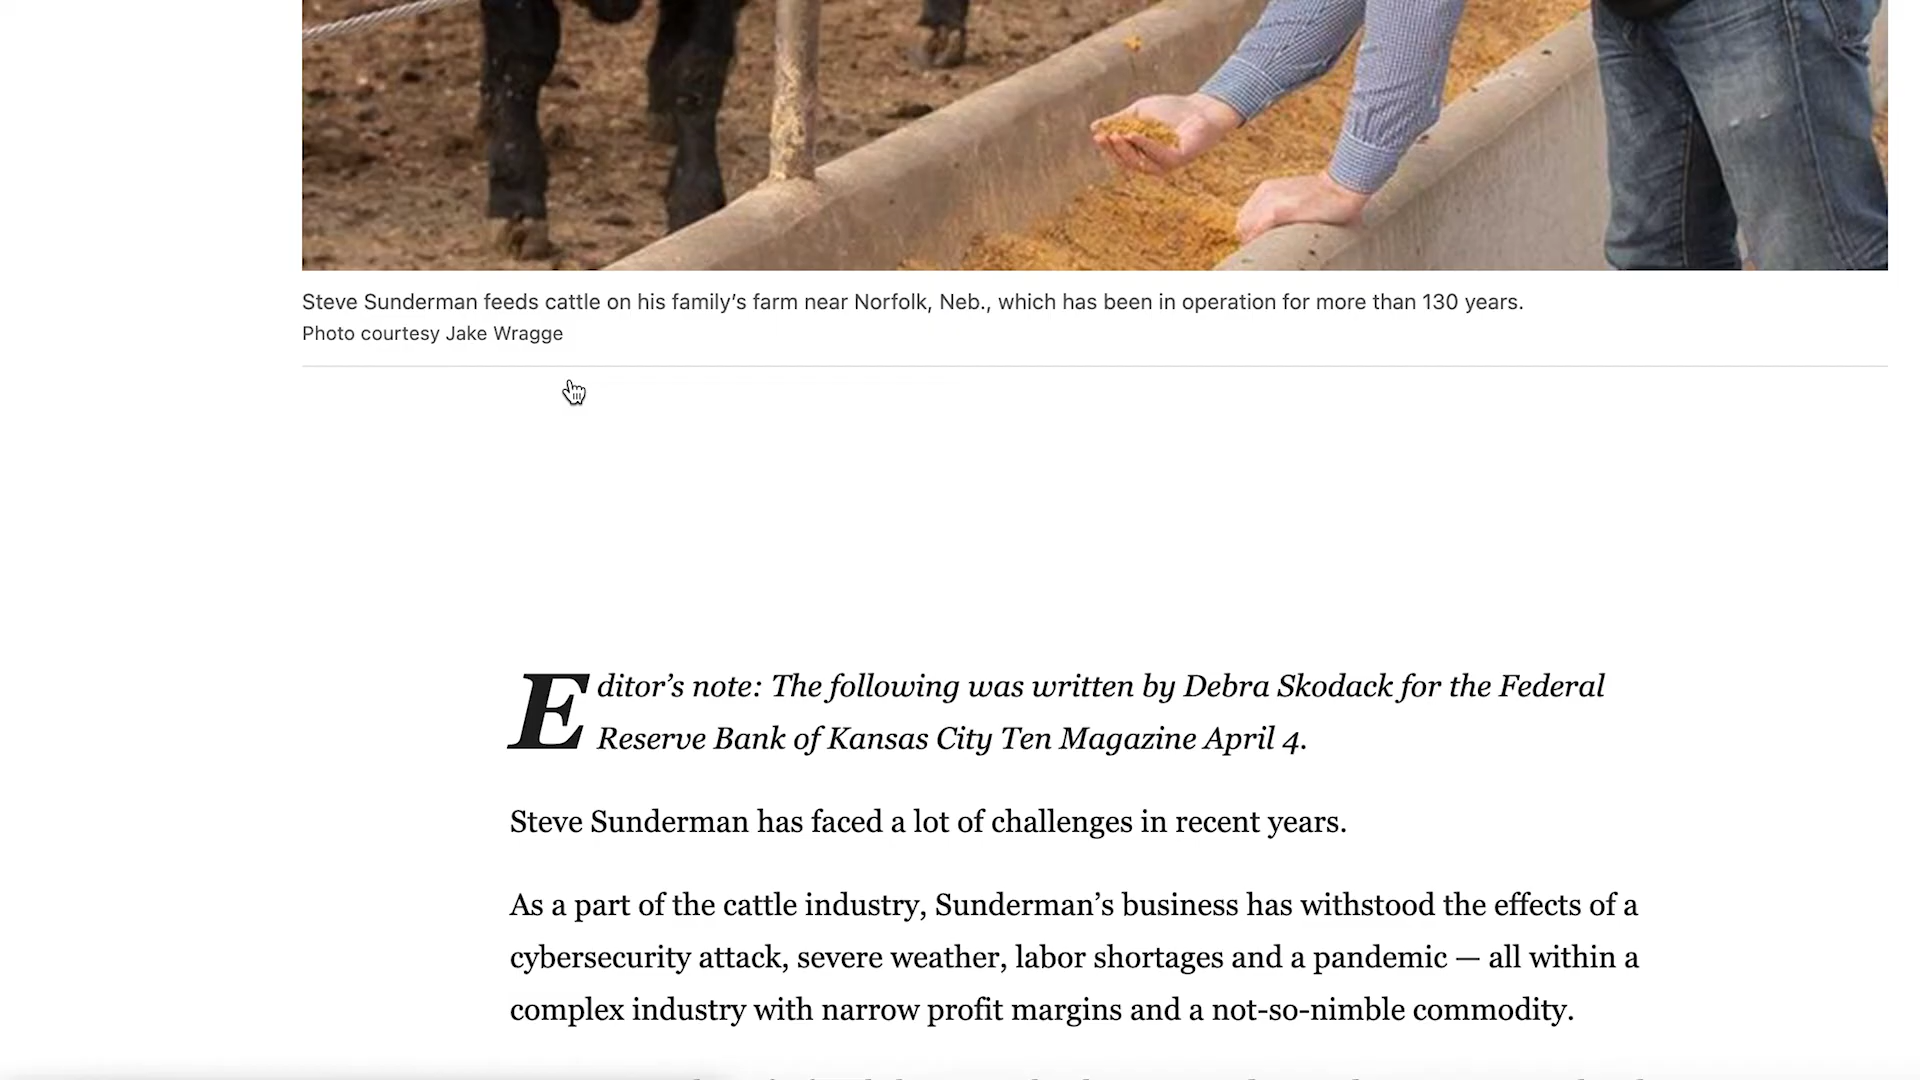 Steve Sunderman feeds cattle on his family’s farm near Norfolk, Neb., which has been in operation for more than 130 years.
Photo courtesy Jake Wragge
Editor’s note: The following was written by Debra Skodack for the Federal
Reserve Bank of Kansas City Ten Magazine April 4.
Steve Sunderman has faced a lot of challenges in recent years.
As a part of the cattle industry, Sunderman’s business has withstood the effects of a
cybersecurity attack, severe weather, labor shortages and a pandemic — all within a
complex industry with narrow profit margins and a not-so-nimble commodity.